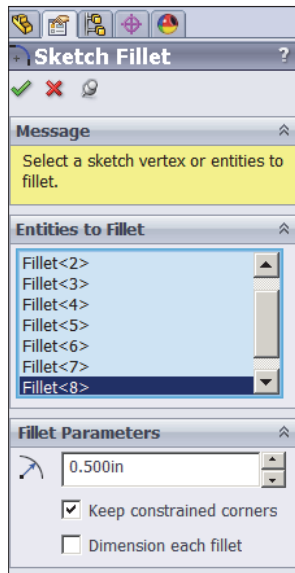 Sketch Fillet ?
Message
Select a sketch vertex or entities to
fillet.
Entities to Fillet
Fillet<2>
Fillet<3>
Fillet<4>
Fillet<5>
Fillet<6>
Fillet<7>
Fillet<8>
Fillet Parameters
0.500in
Keep constrained corners
Dimension each fillet